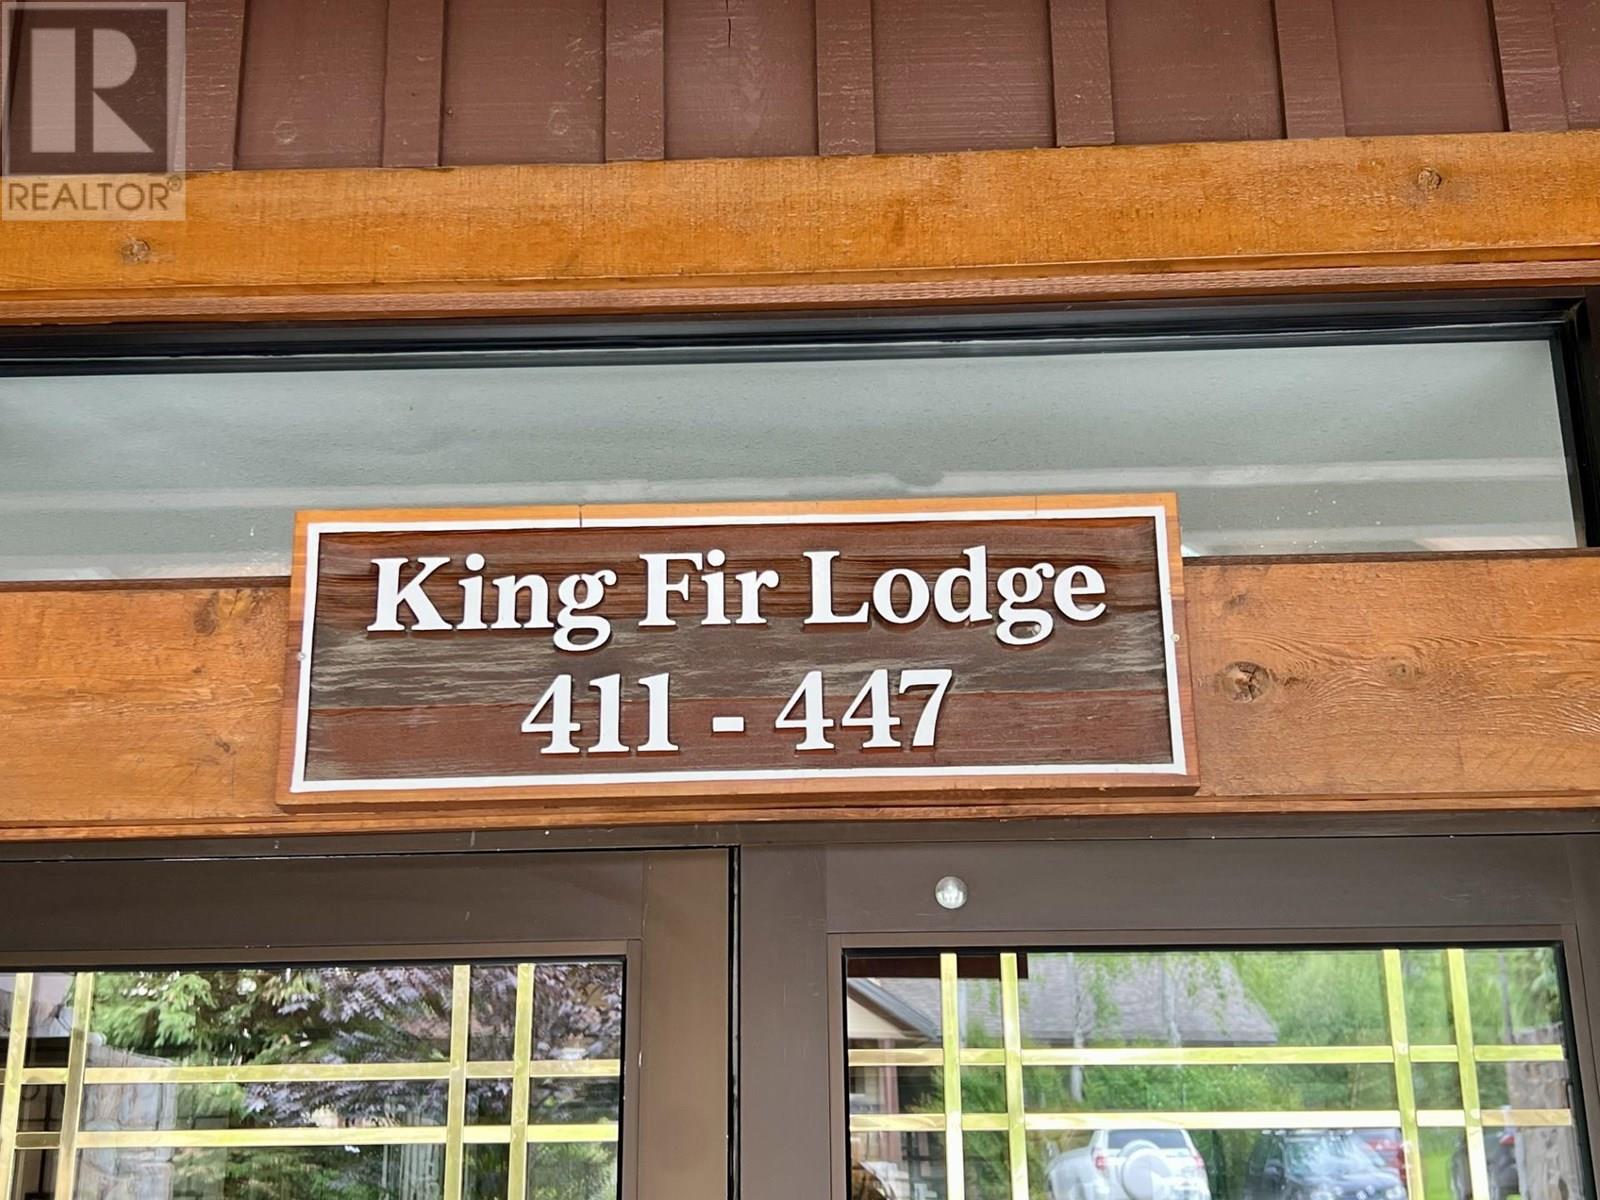 R
REALTOR®
King Fir Lodge
411 - 447